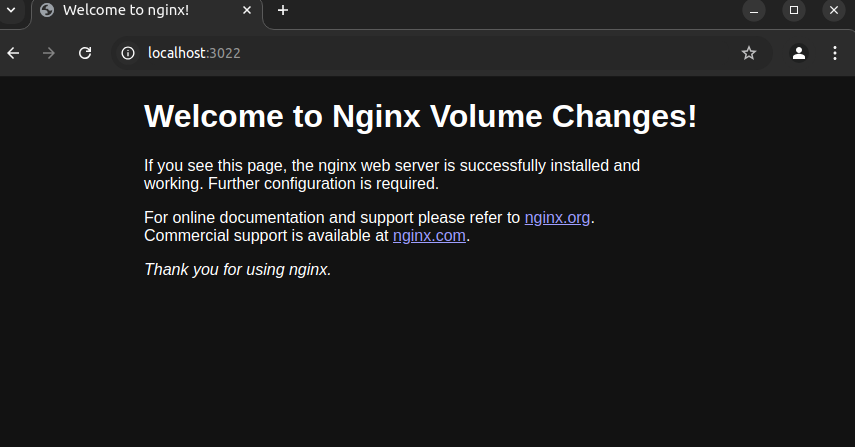 Welcome to nginx!
localhost:3022
Welcome to Nginx Volume Changes!
If you see this page, the nginx web server is successfully installed and
working. Further configuration is required.
For online documentation and support please refer to nginx.org.
Commercial support is available at nginx.com.
Thank you for using nginx.